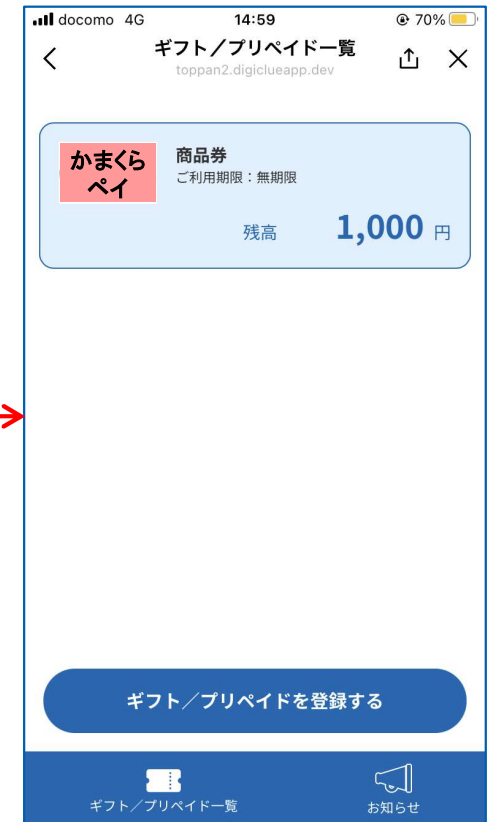 docomo 4G 14:59 70%
ギフト／プリペイド一覧
toppan2.digiclueapp.dev
かまくら
ペイ
商品券
ご利用期限：無期限
残高 1,000 円
ギフト／プリペイドを登録する
ギフト／プリペイド一覧 お知らせ